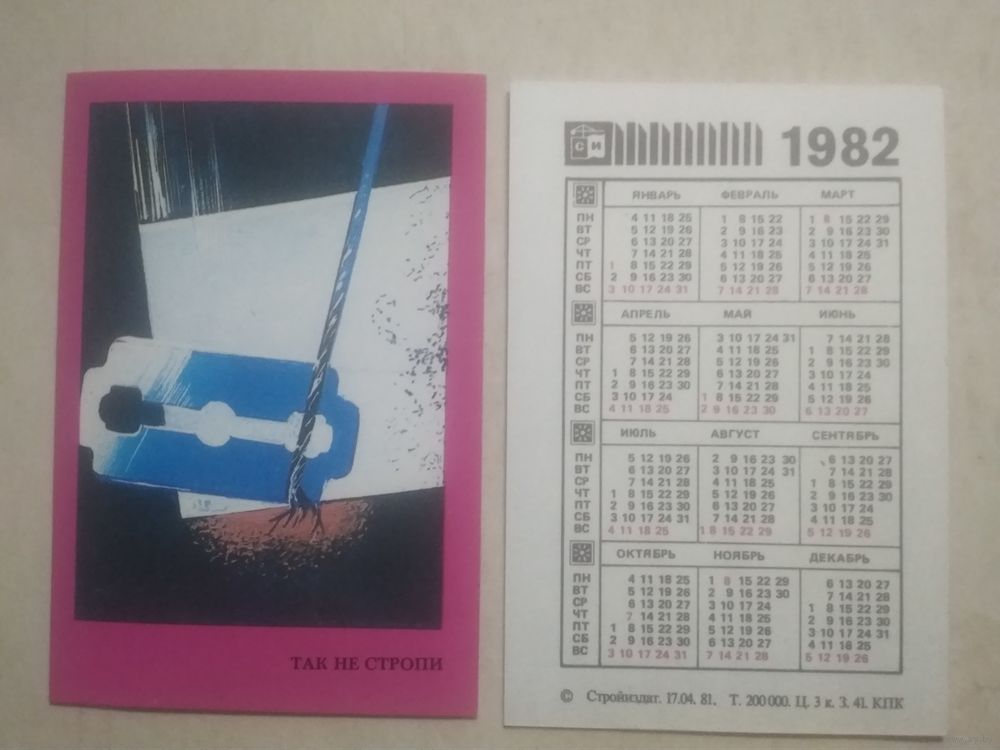 ТАК НЕ СТРОПИ
С И 1982
ЯНВАРЬ ФЕВРАЛЬ МАРТ
ПН 4 11 18 25 1 8 15 22 1 8 15 22 29
ВТ 5 12 19 26 2 9 16 23 2 9 16 23 30
СР 6 13 20 27 3 10 17 24 3 10 17 24 31
ЧТ 7 14 21 28 4 11 18 25 4 11 18 25
ПТ 1 8 15 22 29 5 12 19 26 5 12 19 26
СБ 2 9 16 23 30 6 13 20 27 6 13 20 27
ВС 3 10 17 24 31 7 14 21 28 7 14 21 28
АПРЕЛЬ МАЙ ИЮНЬ
ПН 5 12 19 26 3 10 17 24 31 7 14 21 28
ВТ 6 13 20 27 4 11 18 25 1 8 15 22 29
СР 7 14 21 28 5 12 19 26 2 9 16 23 30
ЧТ 1 8 15 22 29 6 13 20 27 3 10 17 24
ПТ 2 9 16 23 30 7 14 21 28 4 11 18 25
СБ 3 10 17 24 1 8 15 22 29 5 12 19 26
ВС 4 11 18 25 2 9 16 23 30 6 13 20 27
ИЮЛЬ АВГУСТ СЕНТЯБРЬ
ПН 5 12 19 26 2 9 16 23 30 6 13 20 27
ВТ 6 13 20 27 3 10 17 24 31 7 14 21 28
СР 7 14 21 28 4 11 18 25 1 8 15 22 29
ЧТ 1 8 15 22 29 5 12 19 26 2 9 16 23 30
ПТ 2 9 16 23 30 6 13 20 27 3 10 17 24
СБ 3 10 17 24 31 7 14 21 28 4 11 18 25
ВС 4 11 18 25 1 8 15 22 29 5 12 19 26
ОКТЯБРЬ НОЯБРЬ ДЕКАБРЬ
ПН 4 11 18 25 1 8 15 22 29 6 13 20 27
ВТ 5 12 19 26 2 9 16 23 30 7 14 21 28
СР 6 13 20 27 3 10 17 24 1 8 15 22 29
ЧТ 7 14 21 28 4 11 18 25 2 9 16 23 30
ПТ 1 8 15 22 29 5 12 19 26 3 10 17 24 31
СБ 2 9 16 23 30 6 13 20 27 4 11 18 25
ВС 3 10 17 24 31 7 14 21 28 5 12 19 26
© Стройиздат. 17.04. 81. Т. 200 000. Ц. 3 к. З. 41. КПК